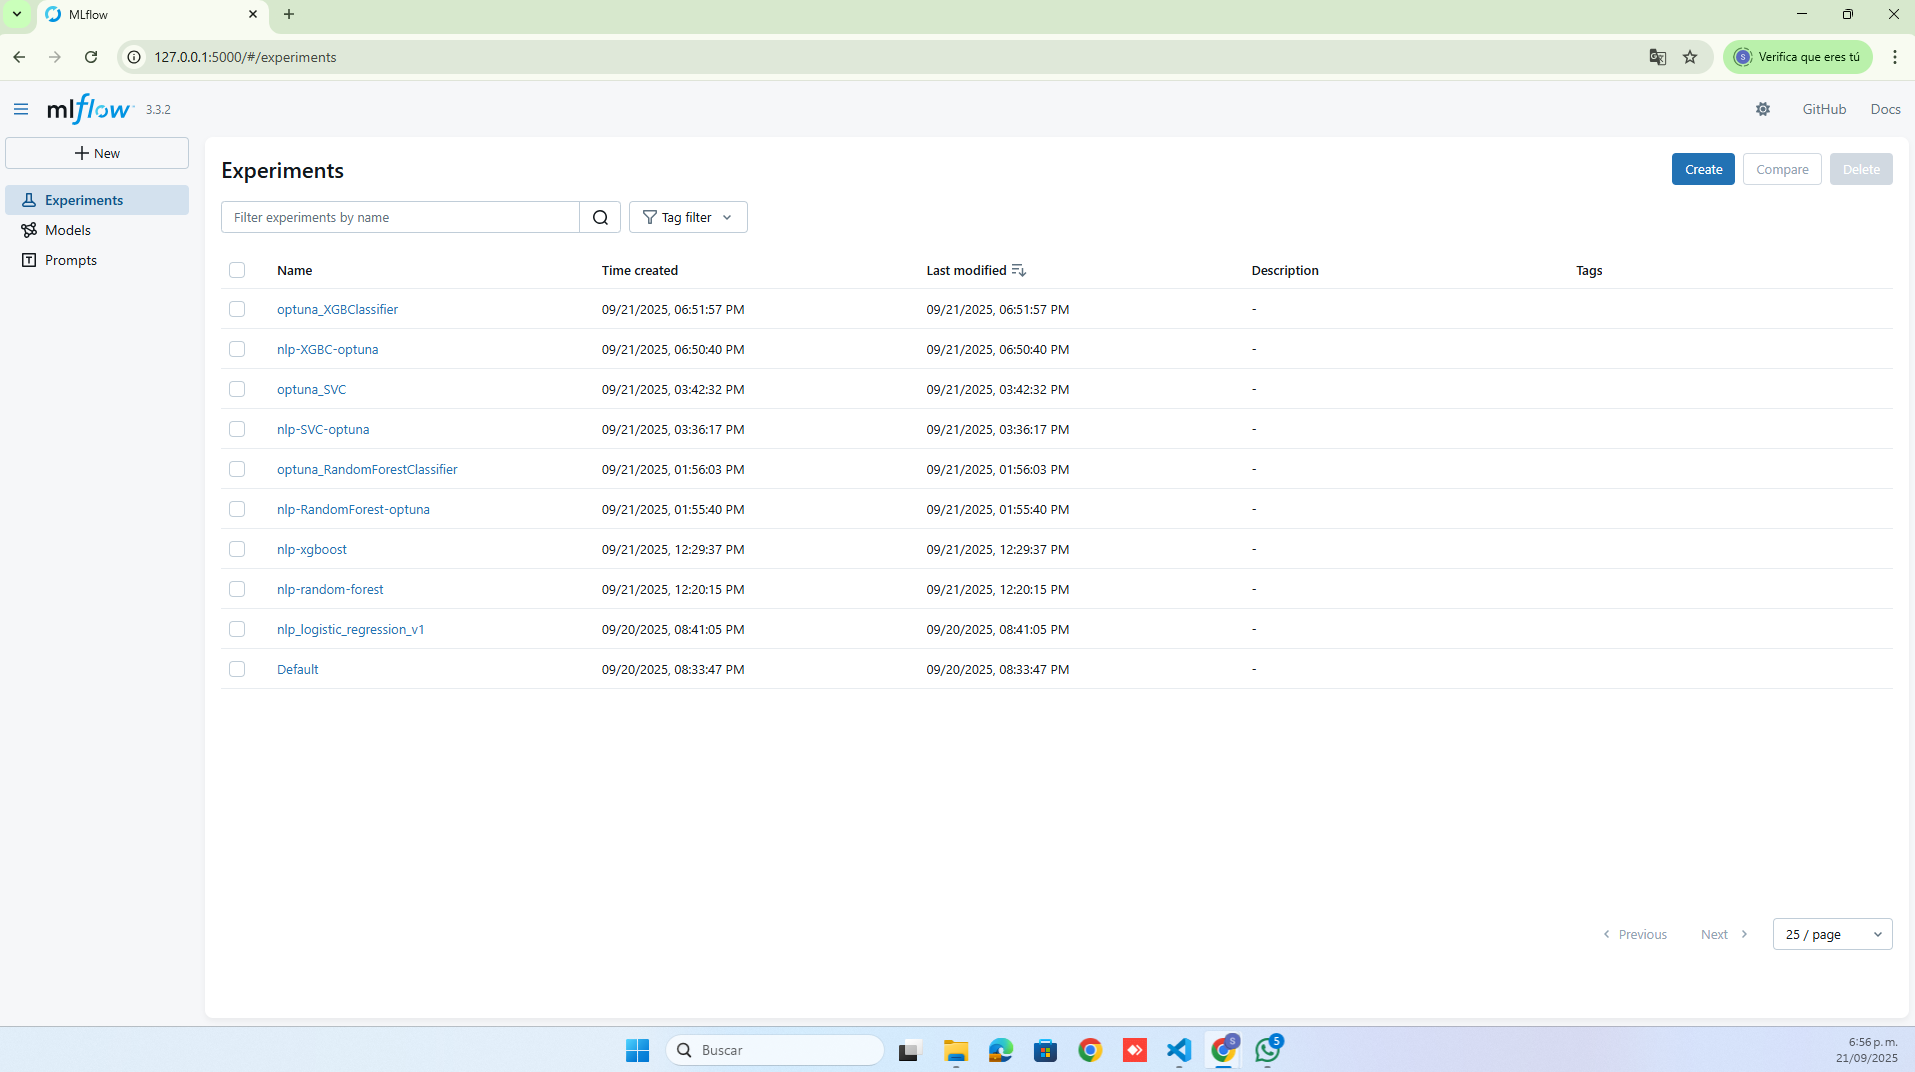 MLflow
127.0.0.1:5000/#/experiments
Verifica que eres tú
mlflow 3.3.2
GitHub Docs
New
Experiments
Models
Prompts
Experiments
Create Compare Delete
Filter experiments by name
Tag filter
Name Time created Last modified Description Tags
optuna_XGBClassifier 09/21/2025, 06:51:57 PM 09/21/2025, 06:51:57 PM -
nlp-XGBC-optuna 09/21/2025, 06:50:40 PM 09/21/2025, 06:50:40 PM -
optuna_SVC 09/21/2025, 03:42:32 PM 09/21/2025, 03:42:32 PM -
nlp-SVC-optuna 09/21/2025, 03:36:17 PM 09/21/2025, 03:36:17 PM -
optuna_RandomForestClassifier 09/21/2025, 01:56:03 PM 09/21/2025, 01:56:03 PM -
nlp-RandomForest-optuna 09/21/2025, 01:55:40 PM 09/21/2025, 01:55:40 PM -
nlp-xgboost 09/21/2025, 12:29:37 PM 09/21/2025, 12:29:37 PM -
nlp-random-forest 09/21/2025, 12:20:15 PM 09/21/2025, 12:20:15 PM -
nlp_logistic_regression_v1 09/20/2025, 08:41:05 PM 09/20/2025, 08:41:05 PM -
Default 09/20/2025, 08:33:47 PM 09/20/2025, 08:33:47 PM -
Previous Next 25 / page
Buscar
S
5
6:56 p. m.
21/09/2025